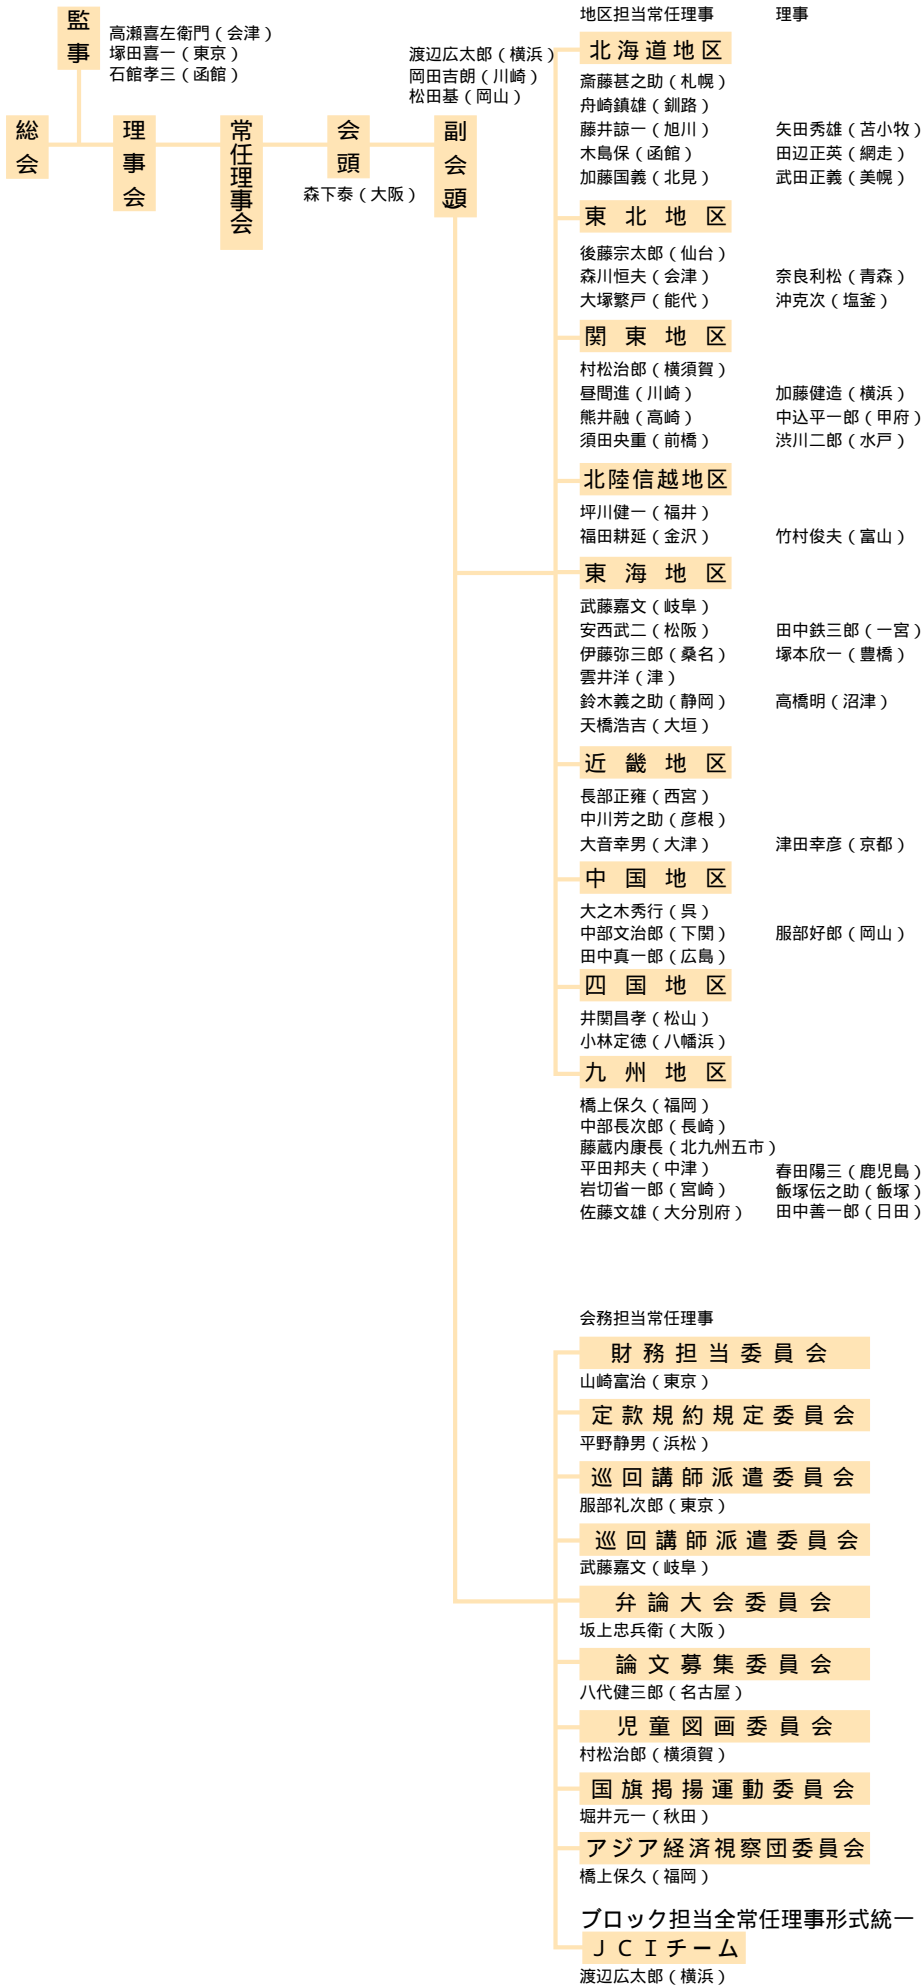 監事
高瀬喜左衛門（会津）
塚田喜一（東京）
石館孝三（函館）
総会
理事会
常任理事会
会頭
森下泰（大阪）
渡辺広太郎（横浜）
岡田吉朗（川崎）
松田基（岡山）
副会頭
地区担当常任理事　理事
北海道地区
斎藤甚之助（札幌）
舟崎鎮雄（釧路）
藤井諒一（旭川）　矢田秀雄（苫小牧）
木島保（函館）　田辺正英（網走）
加藤国義（北見）　武田正義（美幌）
東北地区
後藤宗太郎（仙台）
森川恒夫（会津）　奈良利松（青森）
大塚繁戸（能代）　沖克次（塩釜）
関東地区
村松治郎（横須賀）
昼間進（川崎）　加藤健造（横浜）
熊井融（高崎）　中込平一郎（甲府）
須田央重（前橋）　渋川二郎（水戸）
北陸信越地区
坪川健一（福井）
福田耕延（金沢）　竹村俊夫（富山）
東海地区
武藤嘉文（岐阜）
安西武二（松阪）　田中鉄三郎（一宮）
伊藤弥三郎（桑名）　塚本欣一（豊橋）
雲井洋（津）
鈴木義之助（静岡）　高橋明（沼津）
天橋浩吉（大垣）
近畿地区
長部正雍（西宮）
中川芳之助（彦根）
大音幸男（大津）　津田幸彦（京都）
中国地区
大之木秀行（呉）
中部文治郎（下関）　服部好郎（岡山）
田中真一郎（広島）
四国地区
井関昌孝（松山）
小林定徳（八幡浜）
九州地区
橋上保久（福岡）
中部長次郎（長崎）
藤蔵内康長（北九州五市）
平田邦夫（中津）　春田陽三（鹿児島）
岩切省一郎（宮崎）　飯塚伝之助（飯塚）
佐藤文雄（大分別府）　田中善一郎（日田）
会務担当常任理事
財務担当委員会
山崎富治（東京）
定款規約規定委員会
平野静男（浜松）
巡回講師派遣委員会
服部礼次郎（東京）
巡回講師派遣委員会
武藤嘉文（岐阜）
弁論大会委員会
坂上忠兵衛（大阪）
論文募集委員会
八代健三郎（名古屋）
児童図画委員会
村松治郎（横須賀）
国旗掲揚運動委員会
堀井元一（秋田）
アジア経済視察団委員会
橋上保久（福岡）
ブロック担当全常任理事形式統一
ＪＣＩチーム
渡辺広太郎（横浜）